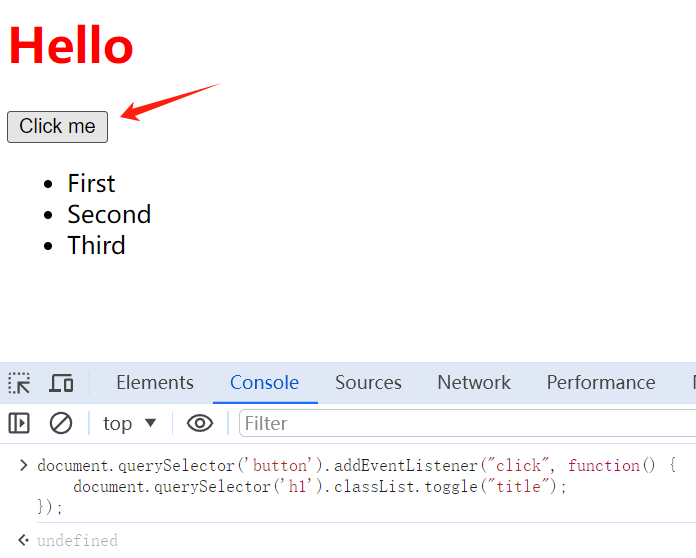 Hello
Click me
First
Second
Third
Elements Console Sources Network Performance
top Filter
document.querySelector('button').addEventListener("click", function() {
    document.querySelector('h1').classList.toggle("title");
});
undefined